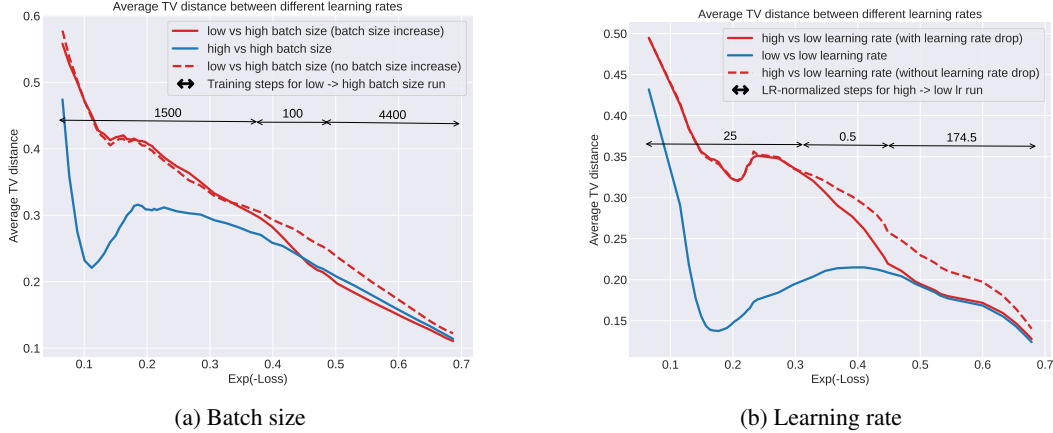 Average TV distance between different learning rates
low vs high batch size (batch size increase)
high vs high batch size
low vs high batch size (no batch size increase)
Training steps for low -> high batch size run
1500
100
4400
0.6
0.5
0.4
0.3
0.2
0.1
Average TV distance
0.1 0.2 0.3 0.4 0.5 0.6 0.7
Exp(-Loss)
(a) Batch size
Average TV distance between different learning rates
high vs low learning rate (with learning rate drop)
low vs low learning rate
high vs low learning rate (without learning rate drop)
LR-normalized steps for high -> low lr run
25
0.5
174.5
0.50
0.45
0.40
0.35
0.30
0.25
0.20
0.15
Average TV distance
0.1 0.2 0.3 0.4 0.5 0.6 0.7
Exp(-Loss)
(b) Learning rate